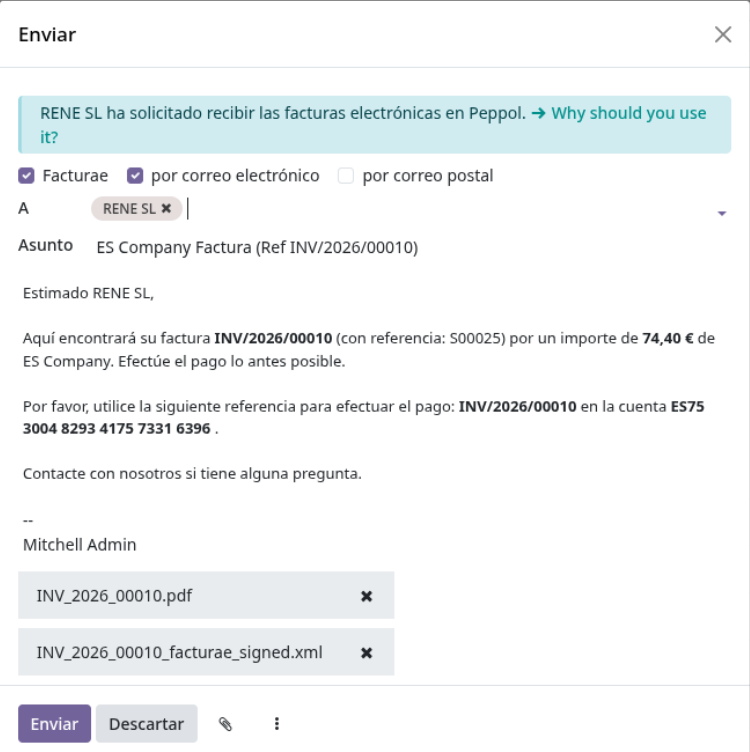 Enviar
RENE SL ha solicitado recibir las facturas electrónicas en Peppol. → Why should you use
it?
Facturae por correo electrónico por correo postal
A RENE SL ✖
Asunto ES Company Factura (Ref INV/2026/00010)
Estimado RENE SL,
Aquí encontrará su factura INV/2026/00010 (con referencia: S00025) por un importe de 74,40 € de
ES Company. Efectúe el pago lo antes posible.
Por favor, utilice la siguiente referencia para efectuar el pago: INV/2026/00010 en la cuenta ES75
3004 8293 4175 7331 6396 .
Contacte con nosotros si tiene alguna pregunta.
--
Mitchell Admin
INV_2026_00010.pdf ✖
INV_2026_00010_facturae_signed.xml ✖
Enviar Descartar